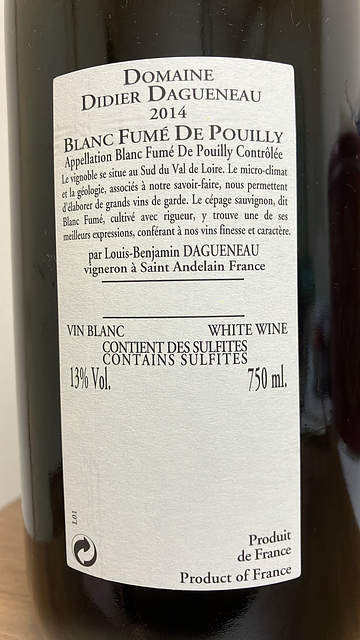 DOMAINE
DIDIER DAGUENEAU
2014
BLANC FUMÉ DE POUILLY
Appellation Blanc Fumé De Pouilly Contrôlée
Le vignoble se situe au Sud du Val de Loire. Le micro-climat
et la géologie, associés à notre savoir-faire, nous permettent
d'élaborer de grands vins de garde. Le cépage sauvignon, dit
Blanc Fumé, cultivé avec rigueur, y trouve une de ses
meilleurs expressions, conférant à nos vins finesse et caractère.
par Louis-Benjamin DAGUENEAU
vigneron à Saint Andelain France
VIN BLANC WHITE WINE
CONTIENT DES SULFITES
CONTAINS SULFITES
13% Vol. 750 ml.
L01
Produit
de France
Product of France